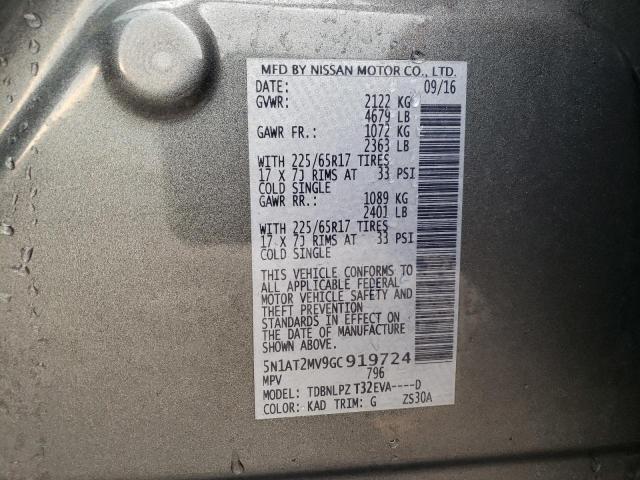 MFD BY NISSAN MOTOR CO., LTD.
DATE: 09/16
GVWR: 2122 KG
4679 LB
GAWR FR.: 1072 KG
2363 LB
WITH 225/65R17 TIRES
17 X 7J RIMS AT 33 PSI
COLD SINGLE
GAWR RR.: 1089 KG
2401 LB
WITH 225/65R17 TIRES
17 X 7J RIMS AT 33 PSI
COLD SINGLE
THIS VEHICLE CONFORMS TO
ALL APPLICABLE FEDERAL
MOTOR VEHICLE SAFETY AND
THEFT PREVENTION
STANDARDS IN EFFECT ON
THE DATE OF MANUFACTURE
SHOWN ABOVE.
5N1AT2MV9GC919724
MPV 796
MODEL: TDBNLPZ T32EVA----D
COLOR: KAD TRIM: G ZS30A